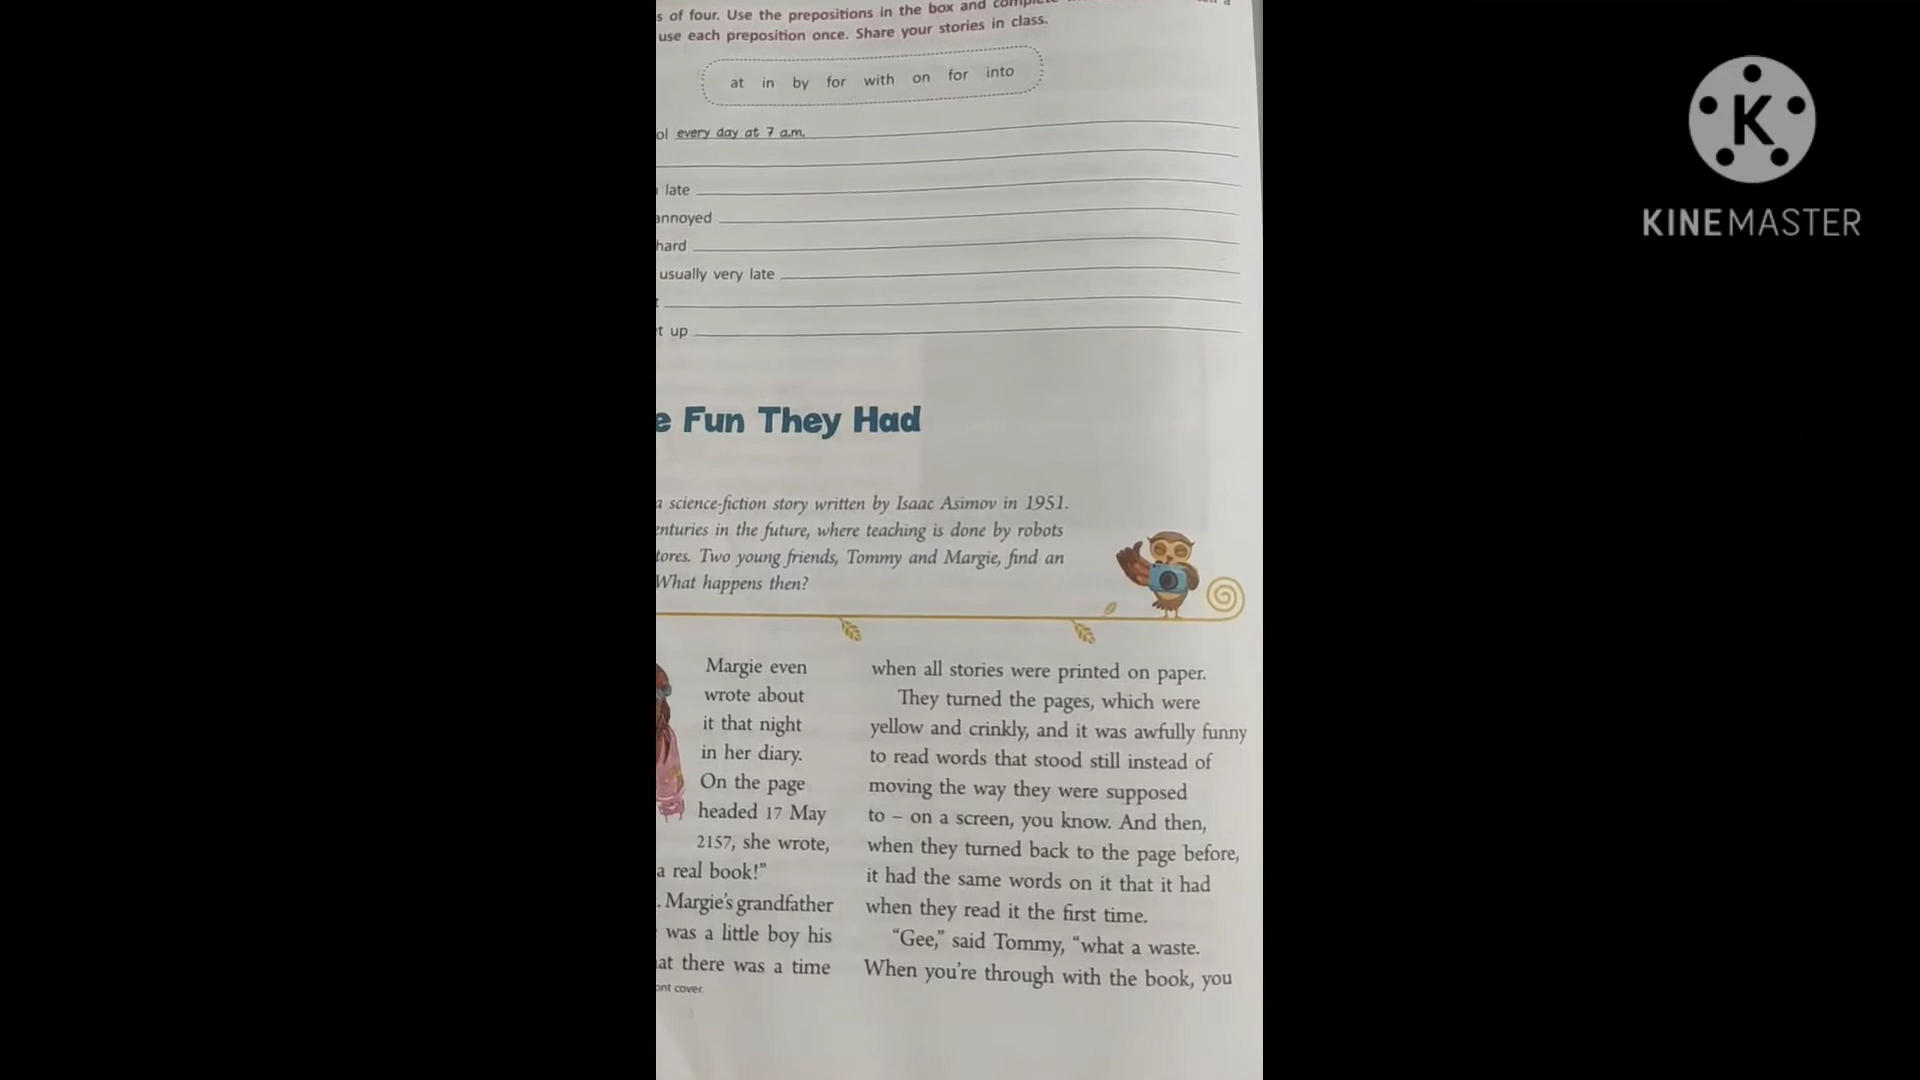 s of four. Use the prepositions in the box and
use each preposition once. Share your stories in class.
at in by for with on for into
ol every day at 7 a.m.
late
annoyed
hard
usually very late
t up
e Fun They Had
a science-fiction story written by Isaac Asimov in 1951.
enturies in the future, where teaching is done by robots
tores. Two young friends, Tommy and Margie, find an
What happens then?
Margie even
wrote about
it that night
in her diary.
On the page
headed 17 May
2157, she wrote,
a real book!”
. Margie’s grandfather
was a little boy his
at there was a time
ont cover.
when all stories were printed on paper.
They turned the pages, which were
yellow and crinkly, and it was awfully funny
to read words that stood still instead of
moving the way they were supposed
to – on a screen, you know. And then,
when they turned back to the page before,
it had the same words on it that it had
when they read it the first time.
“Gee,” said Tommy, “what a waste.
When you’re through with the book, you
K
KINEMASTER